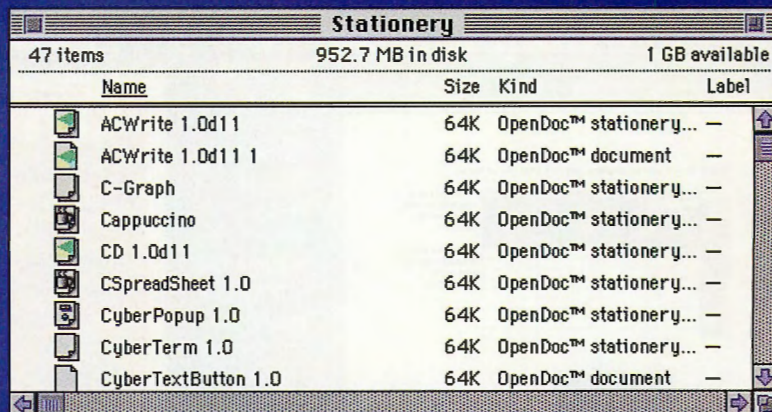 Stationery
47 items 952.7 MB in disk 1 GB available
Name Size Kind Label
ACWrite 1.0d11 64K OpenDoc™ stationery... –
ACWrite 1.0d11 1 64K OpenDoc™ document –
C-Graph 64K OpenDoc™ stationery... –
Cappuccino 64K OpenDoc™ stationery... –
CD 1.0d11 64K OpenDoc™ stationery... –
CSpreadSheet 1.0 64K OpenDoc™ stationery... –
CyberPopup 1.0 64K OpenDoc™ stationery... –
CyberTerm 1.0 64K OpenDoc™ stationery... –
CyberTextButton 1.0 64K OpenDoc™ document –